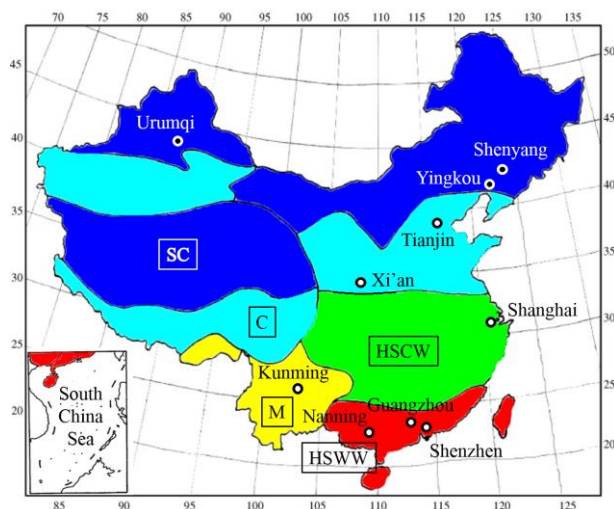 70
75
80
85
90
95
100
105
110
115
120
125
130
135
45
40
35
30
25
20
50
45
40
35
30
25
20
Urumqi
Shenyang
Yingkou
Tianjin
SC
Xi'an
C
Shanghai
HSCW
Kunming
M
Guangzhou
Nanning
Shenzhen
HSWW
South
China
Sea
85
90
95
100
105
110
115
120
125